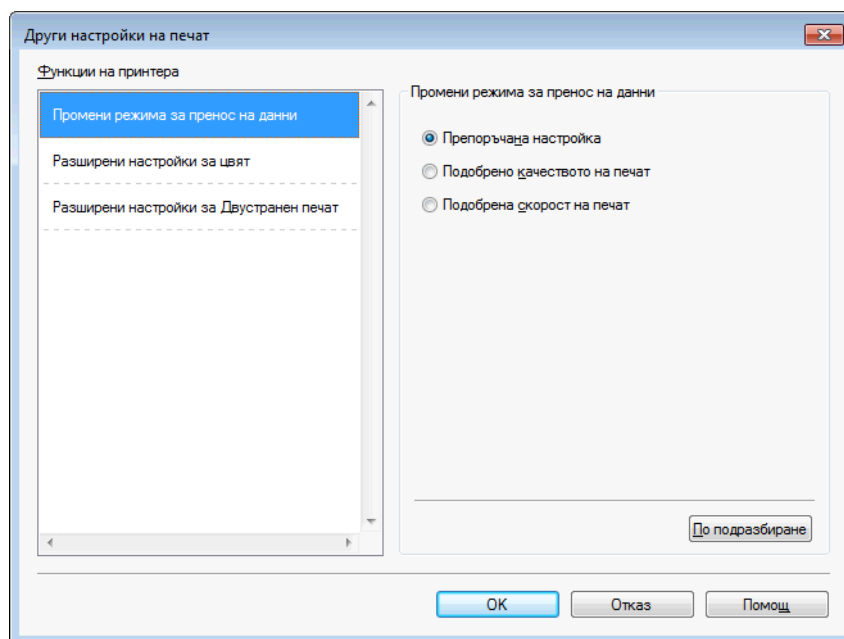 Други настройки на печат
Функции на принтера
Промени режима за пренос на данни
Разширени настройки за цвят
Разширени настройки за Двустранен печат
Промени режима за пренос на данни
Препоръчана настройка
Подобрено качеството на печат
Подобрена скорост на печат
По подразбиране
OK
Отказ
Помощ